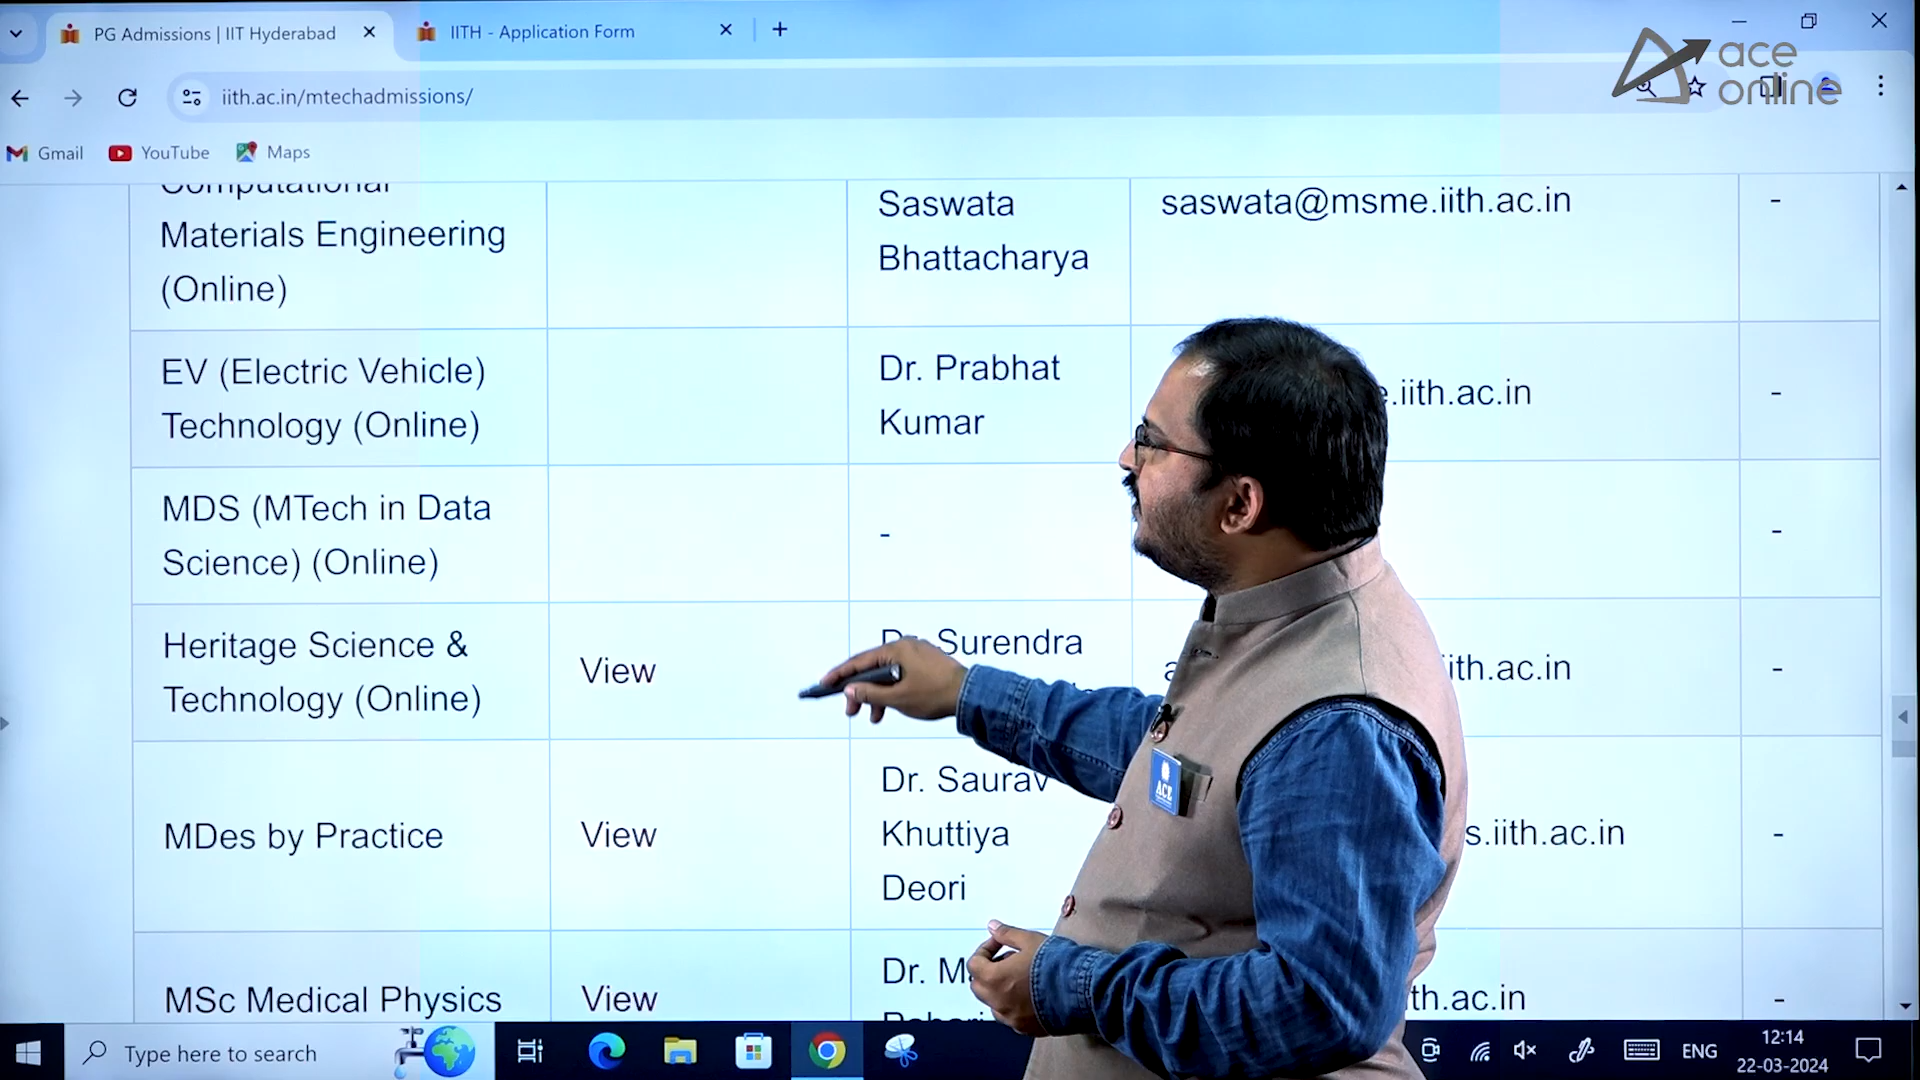 PG Admissions | IIT Hyderabad
IITH - Application Form
iith.ac.in/mtechadmissions/
ace
online
Gmail
YouTube
Maps
Computational
Materials Engineering
(Online)
Saswata
Bhattacharya
saswata@msme.iith.ac.in
-
EV (Electric Vehicle)
Technology (Online)
Dr. Prabhat
Kumar
.iith.ac.in
-
MDS (MTech in Data
Science) (Online)
-
-
Heritage Science &
Technology (Online)
View
Dr. Surendra
iith.ac.in
-
MDes by Practice
View
Dr. Saurav
Khuttiya
Deori
s.iith.ac.in
-
MSc Medical Physics
View
Dr.
th.ac.in
-
ACE
Type here to search
ENG
12:14
22-03-2024